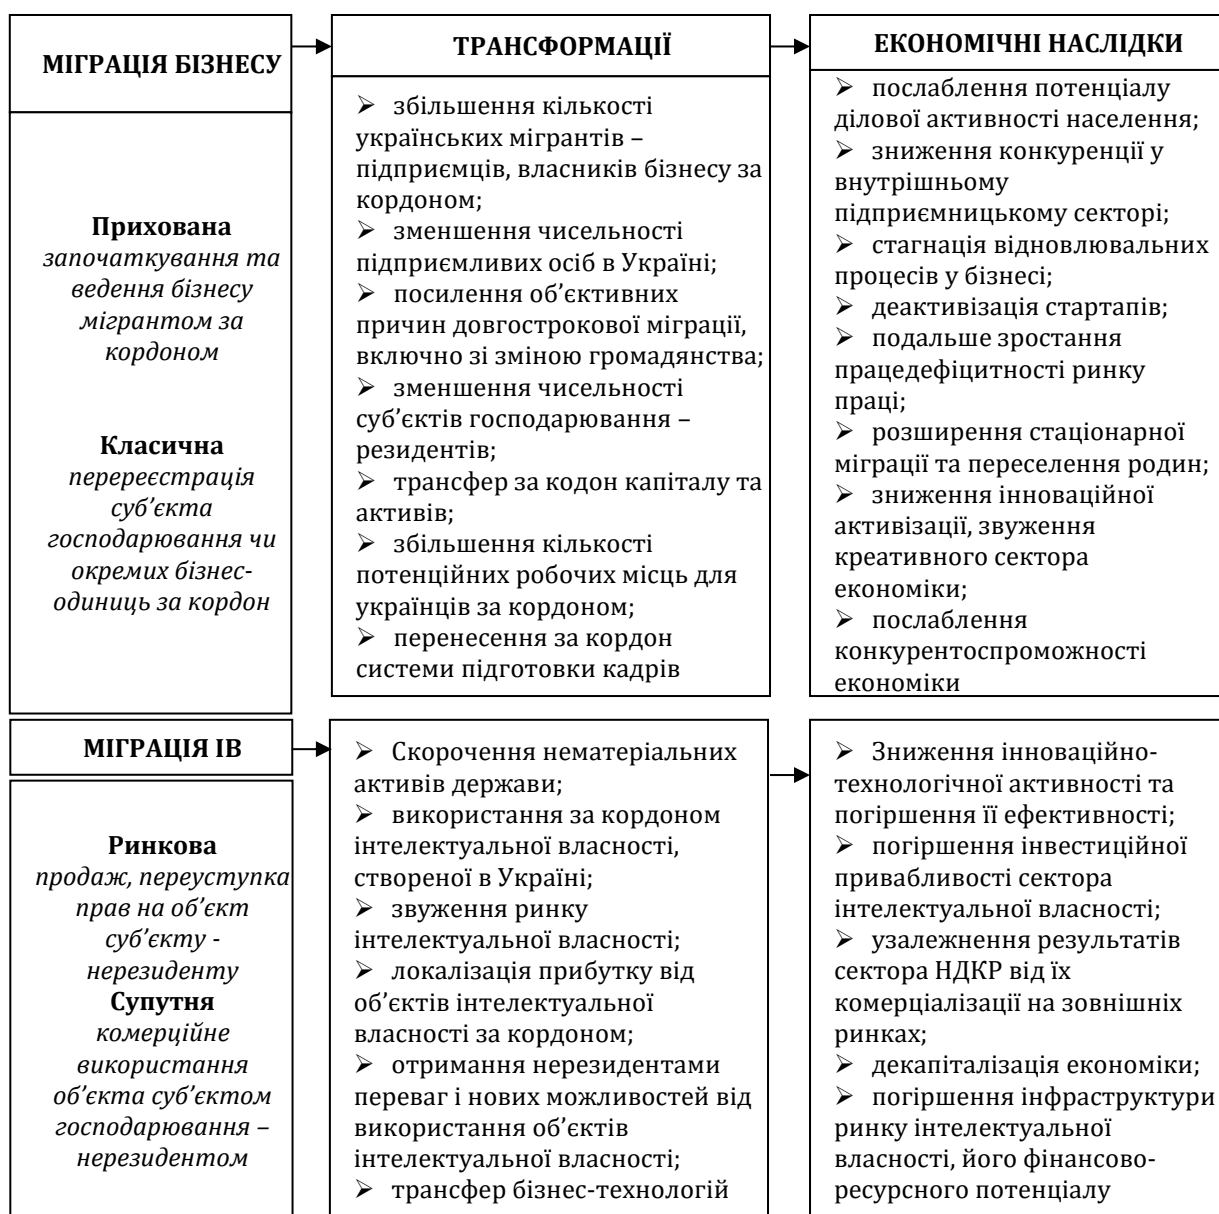 МІГРАЦІЯ БІЗНЕСУ
Прихована
започаткування та
ведення бізнесу
мігрантом за
кордоном
Класична
перереєстрація
суб’єкта
господарювання чи
окремих бізнес-
одиниць за кордон
ТРАНСФОРМАЦІЇ
➢ збільшення кількості
українських мігрантів –
підприємців, власників бізнесу за
кордоном;
➢ зменшення чисельності
підприємливих осіб в Україні;
➢ посилення об’єктивних
причин довгострокової міграції,
включно зі зміною громадянства;
➢ зменшення чисельності
суб’єктів господарювання –
резидентів;
➢ трансфер за кодон капіталу та
активів;
➢ збільшення кількості
потенційних робочих місць для
українців за кордоном;
➢ перенесення за кордон
системи підготовки кадрів
ЕКОНОМІЧНІ НАСЛІДКИ
➢ послаблення потенціалу
ділової активності населення;
➢ зниження конкуренції у
внутрішньому
підприємницькому секторі;
➢ стагнація відновлювальних
процесів у бізнесі;
➢ деактивізація стартапів;
➢ подальше зростання
працедефіцитності ринку
праці;
➢ розширення стаціонарної
міграції та переселення родин;
➢ зниження інноваційної
активізації, звуження
креативного сектора
економіки;
➢ послаблення
конкурентоспроможності
економіки
МІГРАЦІЯ ІВ
Ринкова
продаж, переуступка
прав на об’єкт
суб’єкту -
нерезиденту
Супутня
комерційне
використання
об’єкта суб’єктом
господарювання –
нерезидентом
➢ Скорочення нематеріальних
активів держави;
➢ використання за кордоном
інтелектуальної власності,
створеної в Україні;
➢ звуження ринку
інтелектуальної власності;
➢ локалізація прибутку від
об’єктів інтелектуальної
власності за кордоном;
➢ отримання нерезидентами
переваг і нових можливостей від
використання об’єктів
інтелектуальної власності;
➢ трансфер бізнес-технологій
➢ Зниження інноваційно-
технологічної активності та
погіршення її ефективності;
➢ погіршення інвестиційної
привабливості сектора
інтелектуальної власності;
➢ узалежнення результатів
сектора НДКР від їх
комерціалізації на зовнішніх
ринках;
➢ декапіталізація економіки;
➢ погіршення інфраструктури
ринку інтелектуальної
власності, його фінансово-
ресурсного потенціалу